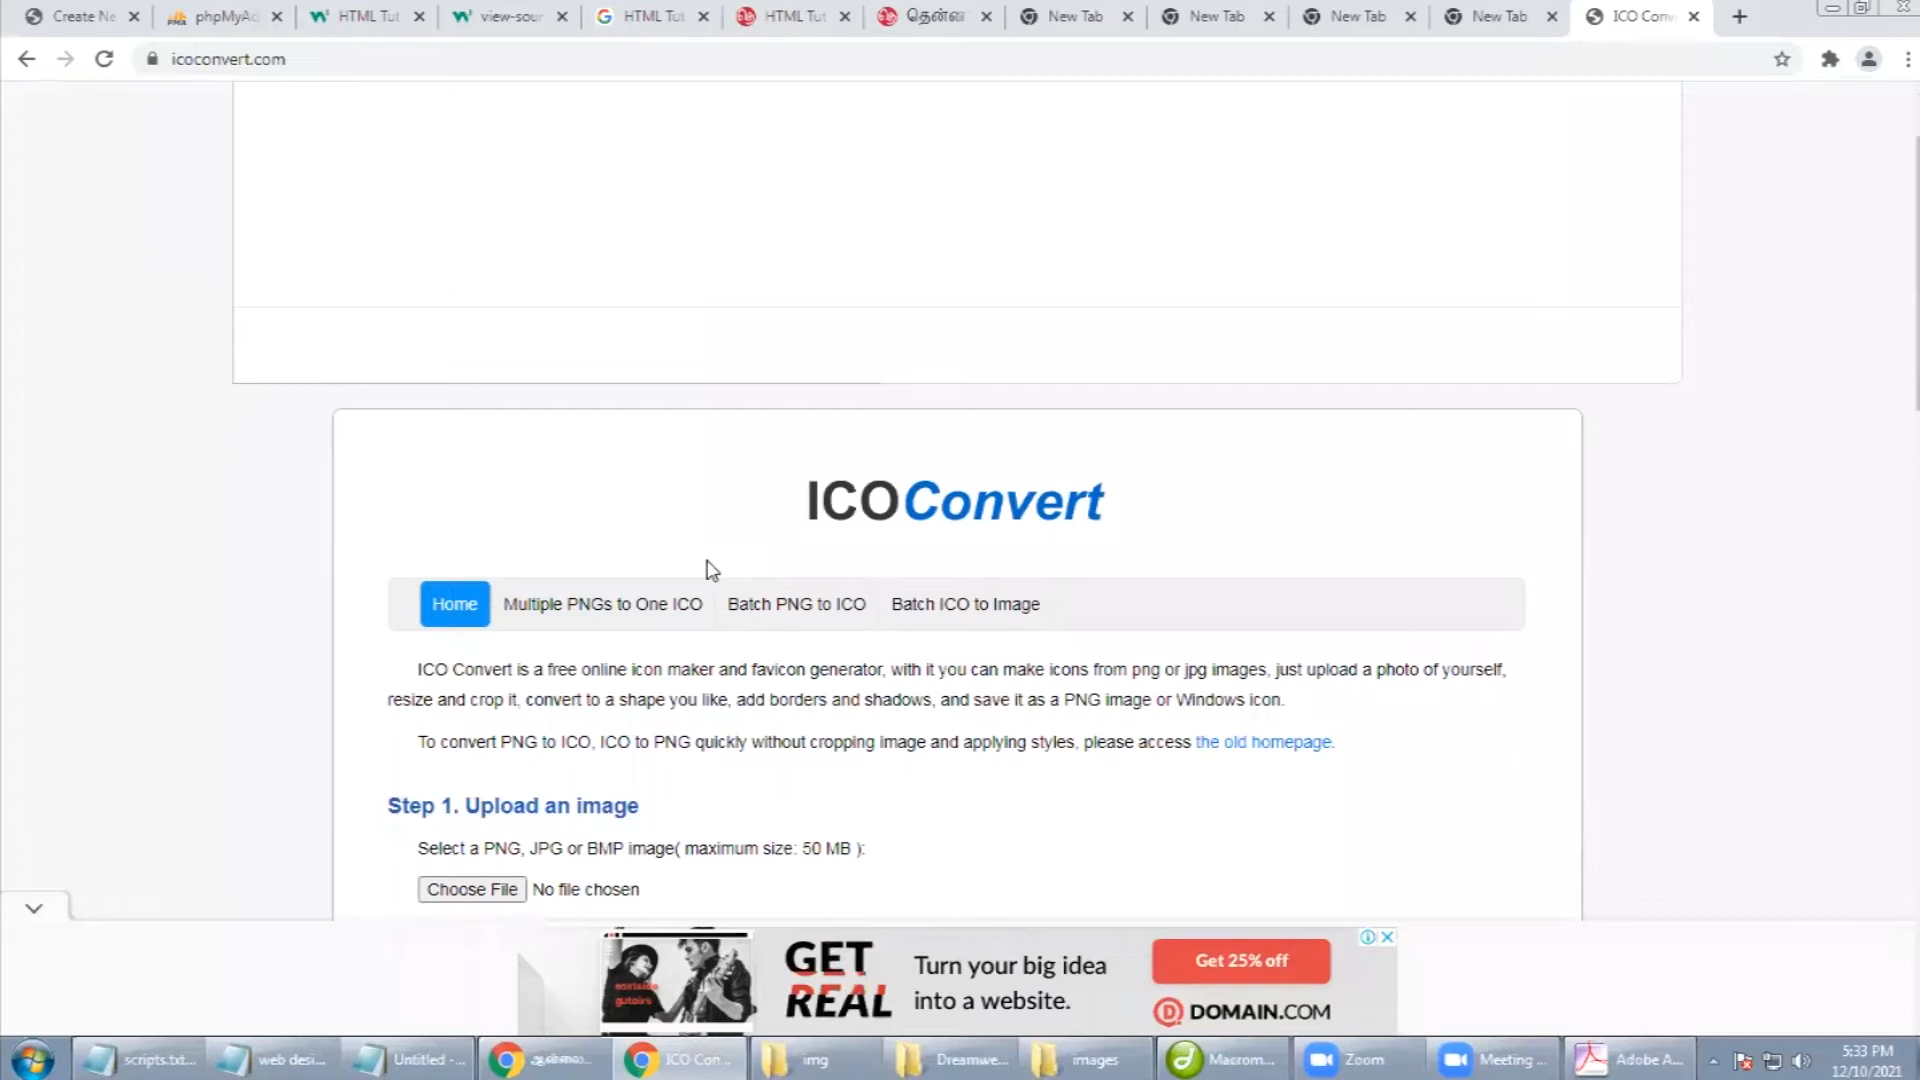 Create Ne
phpMyAd
HTML Tut
view-sour
HTML Tut
HTML Tut
New Tab
New Tab
New Tab
New Tab
ICO Conv
icoconvert.com
ICOConvert
Home
Multiple PNGs to One ICO
Batch PNG to ICO
Batch ICO to Image
ICO Convert is a free online icon maker and favicon generator, with it you can make icons from png or jpg images, just upload a photo of yourself,
resize and crop it, convert to a shape you like, add borders and shadows, and save it as a PNG image or Windows icon.
To convert PNG to ICO, ICO to PNG quickly without cropping image and applying styles, please access the old homepage.
Step 1. Upload an image
Select a PNG, JPG or BMP image( maximum size: 50 MB ):
Choose File No file chosen
eastside
guitairs
GET
REAL
Turn your big idea
into a website.
Get 25% off
DOMAIN.COM
scripts.txt...
web desi...
Untitled -...
ICO Con...
img
Dreamwe...
images
Macrom...
Zoom
Meeting ...
Adobe A...
5:33 PM
12/10/2021